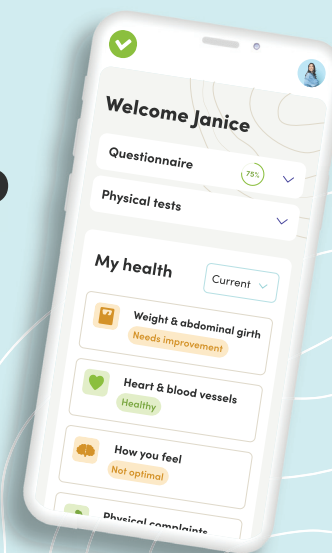 Welcome Janice
Questionnaire
75%
Physical tests
My health
Current
Weight & abdominal girth
Needs improvement
Heart & blood vessels
Healthy
How you feel
Not optimal
Physical complaints